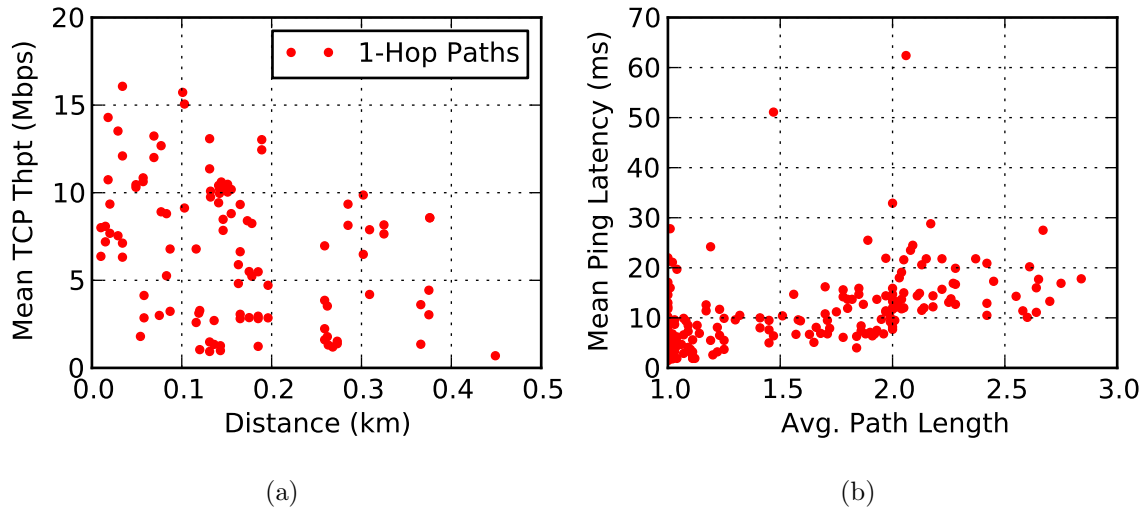 Mean TCP Thpt (Mbps)
20
15
10
5
0
0.0 0.1 0.2 0.3 0.4 0.5
Distance (km)
1-Hop Paths
(a)
Mean Ping Latency (ms)
70
60
50
40
30
20
10
0
1.0 1.5 2.0 2.5 3.0
Avg. Path Length
(b)